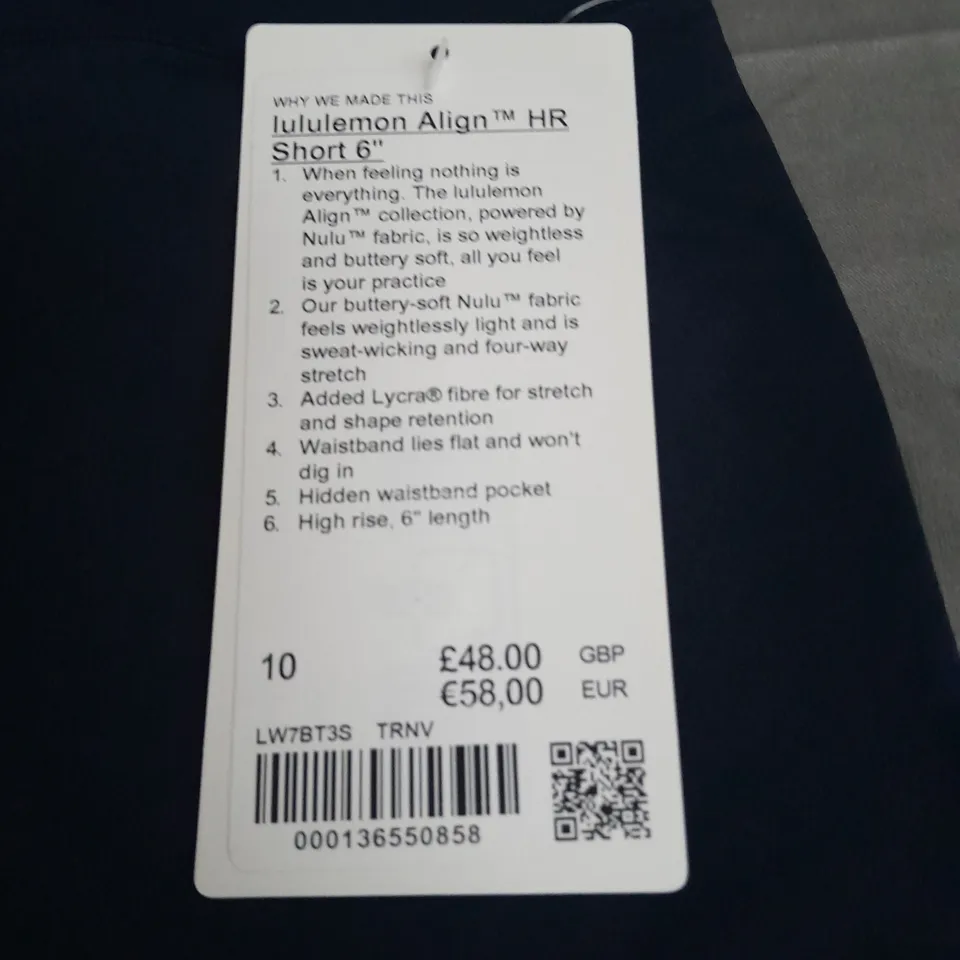 WHY WE MADE THIS
lululemon Align™ HR
Short 6"
1. When feeling nothing is
everything. The lululemon
Align™ collection, powered by
Nulu™ fabric, is so weightless
and buttery soft, all you feel
is your practice
2. Our buttery-soft Nulu™ fabric
feels weightlessly light and is
sweat-wicking and four-way
stretch
3. Added Lycra® fibre for stretch
and shape retention
4. Waistband lies flat and won't
dig in
5. Hidden waistband pocket
6. High rise, 6" length
10 £48.00 GBP
€58,00 EUR
LW7BT3S TRNV
000136550858